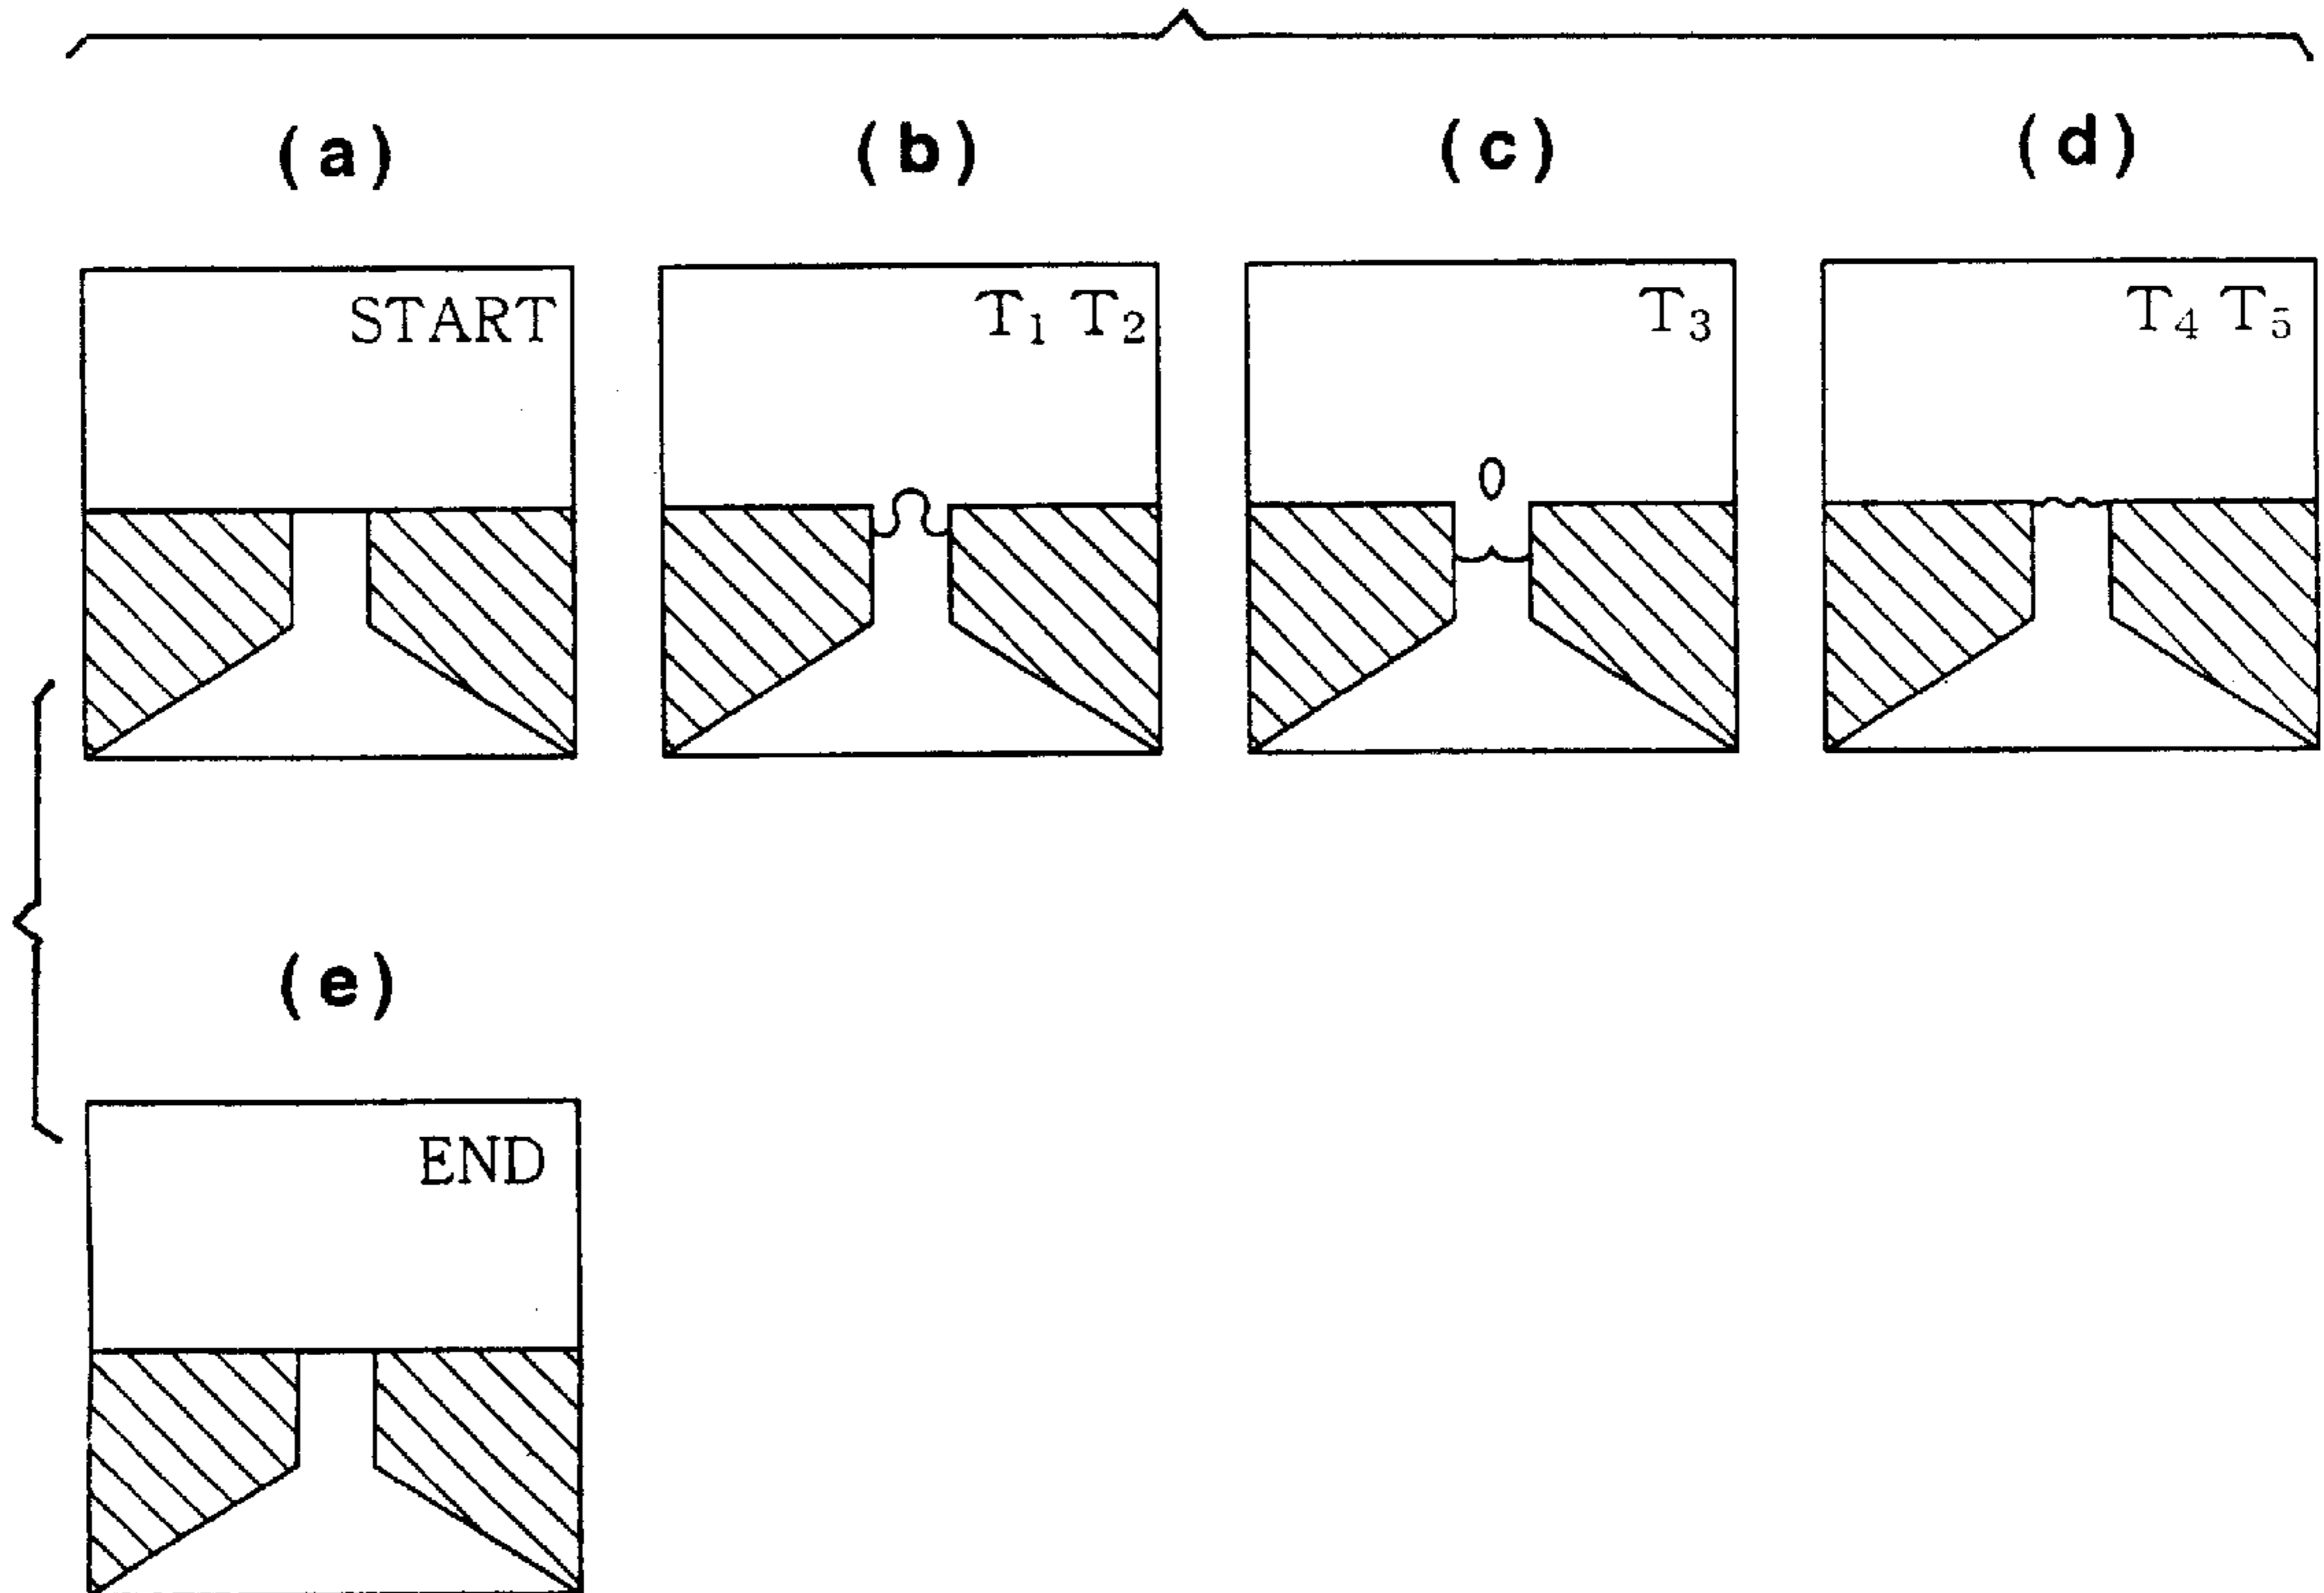 (a) (b) (c) (d)
START T₁ T₂ T₃ T₄ T₅
(e)
END